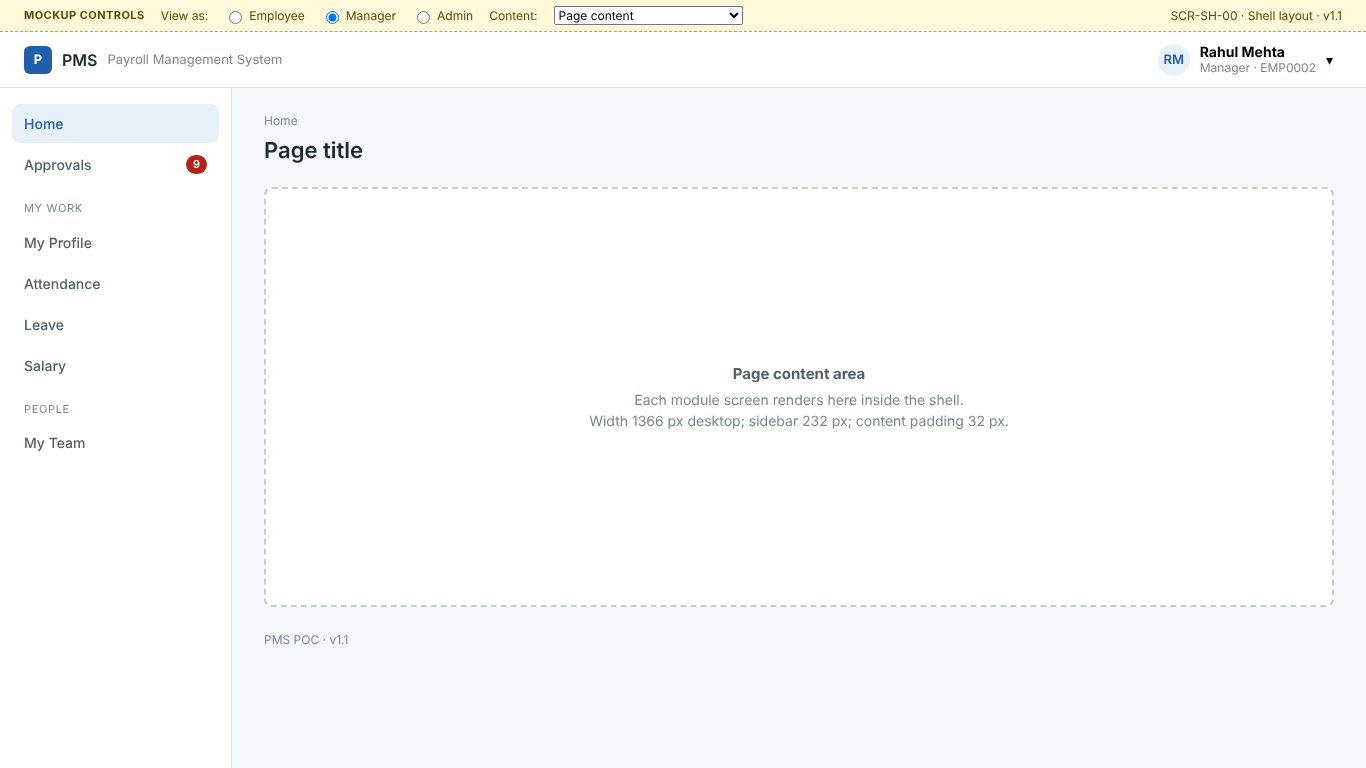 MOCKUP CONTROLS View as: Employee Manager Admin Content: Page content SCR-SH-00 · Shell layout · v1.1
P PMS Payroll Management System
RM Rahul Mehta ▼
Manager · EMP0002
Home
Approvals 9
MY WORK
My Profile
Attendance
Leave
Salary
PEOPLE
My Team
Home
Page title
Page content area
Each module screen renders here inside the shell.
Width 1366 px desktop; sidebar 232 px; content padding 32 px.
PMS POC · v1.1